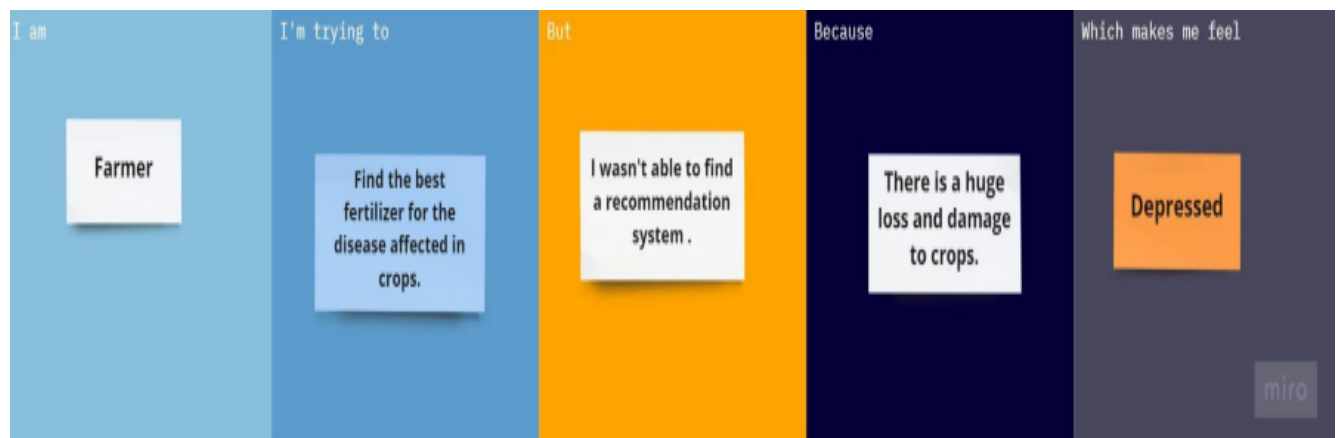 I am
Farmer
I'm trying to
Find the best
fertilizer for the
disease affected in
crops.
But
I wasn't able to find
a recommendation
system .
Because
There is a huge
loss and damage
to crops.
Which makes me feel
Depressed
miro